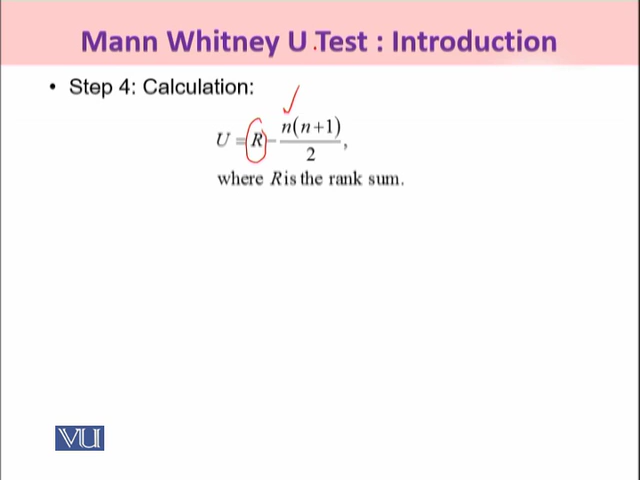 Mann Whitney U Test : Introduction
• Step 4: Calculation:
U = R - n(n+1)/2,
where R is the rank sum.
VU